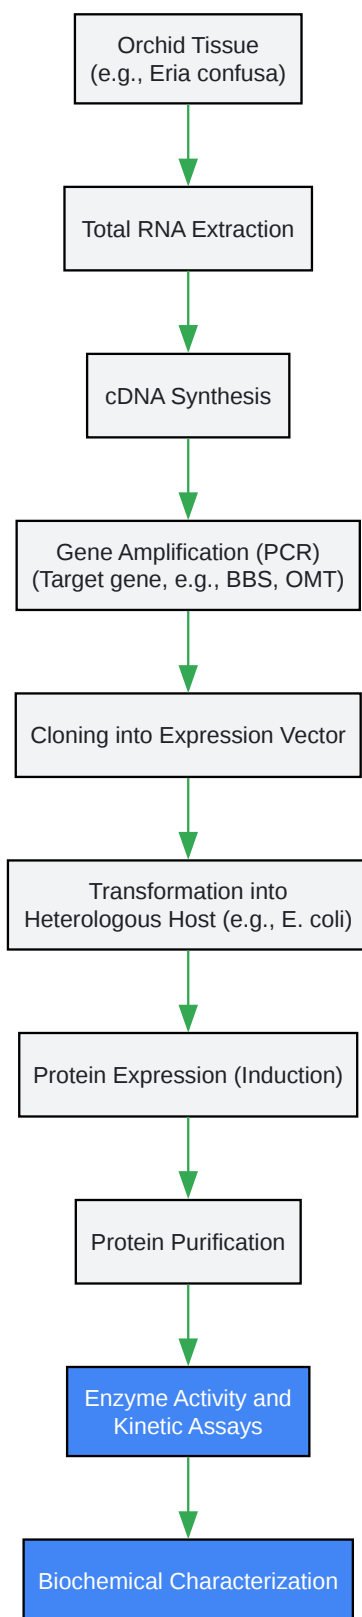 Orchid Tissue
(e.g., Eria confusa)
Total RNA Extraction
cDNA Synthesis
Gene Amplification (PCR)
(Target gene, e.g., BBS, OMT)
Cloning into Expression Vector
Transformation into
Heterologous Host (e.g., E. coli)
Protein Expression (Induction)
Protein Purification
Enzyme Activity and
Kinetic Assays
Biochemical Characterization